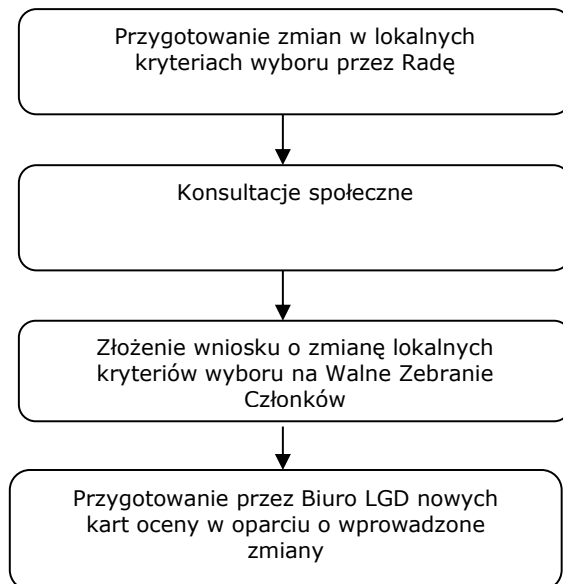 Przygotowanie zmian w lokalnych
kryteriach wyboru przez Radę
Konsultacje społeczne
Złożenie wniosku o zmianę lokalnych
kryteriów wyboru na Walne Zebranie
Członków
Przygotowanie przez Biuro LGD nowych
kart oceny w oparciu o wprowadzone
zmiany